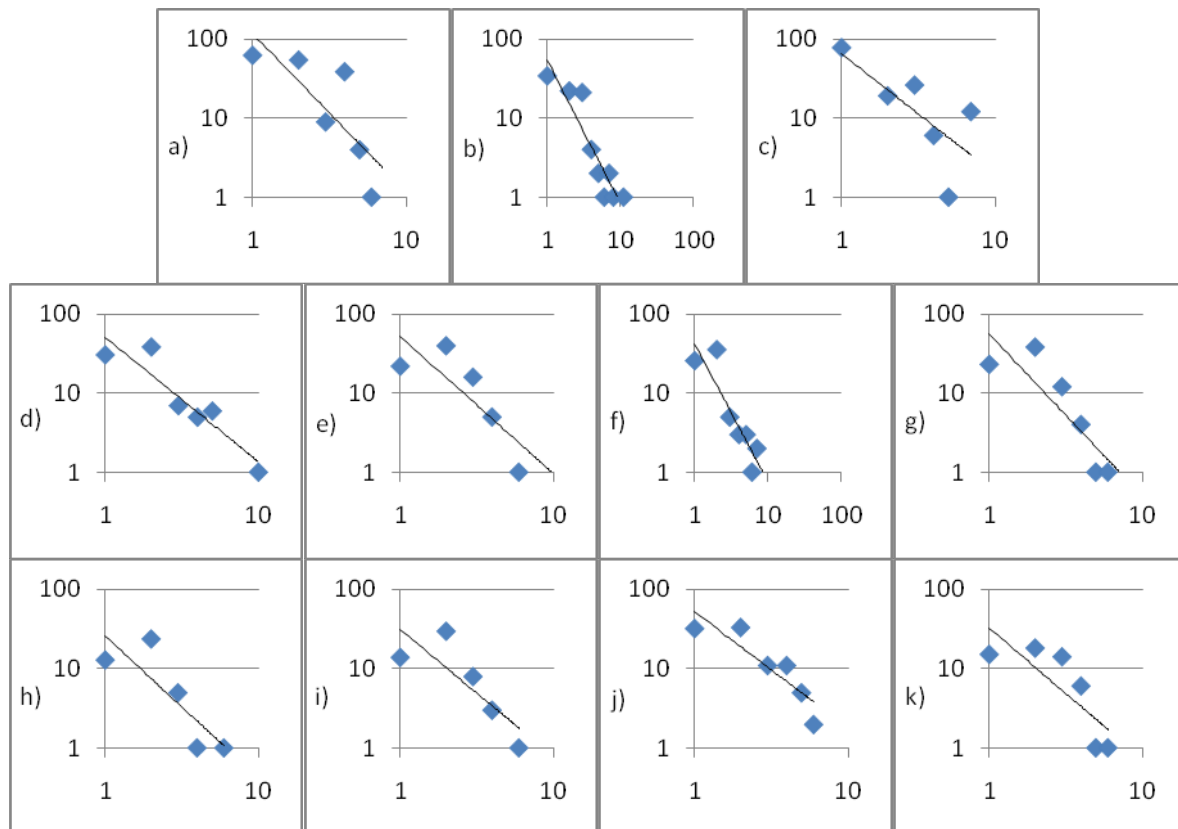 100 100 100
10 10 10
a) b) c)
1 1 1
1 10 1 10 100 1 10
100 100 100 100
10 10 10 10
d) e) f) g)
1 1 1 1
1 10 1 10 1 10 100 1 10
100 100 100 100
10 10 10 10
h) i) j) k)
1 1 1 1
1 10 1 10 1 10 1 10